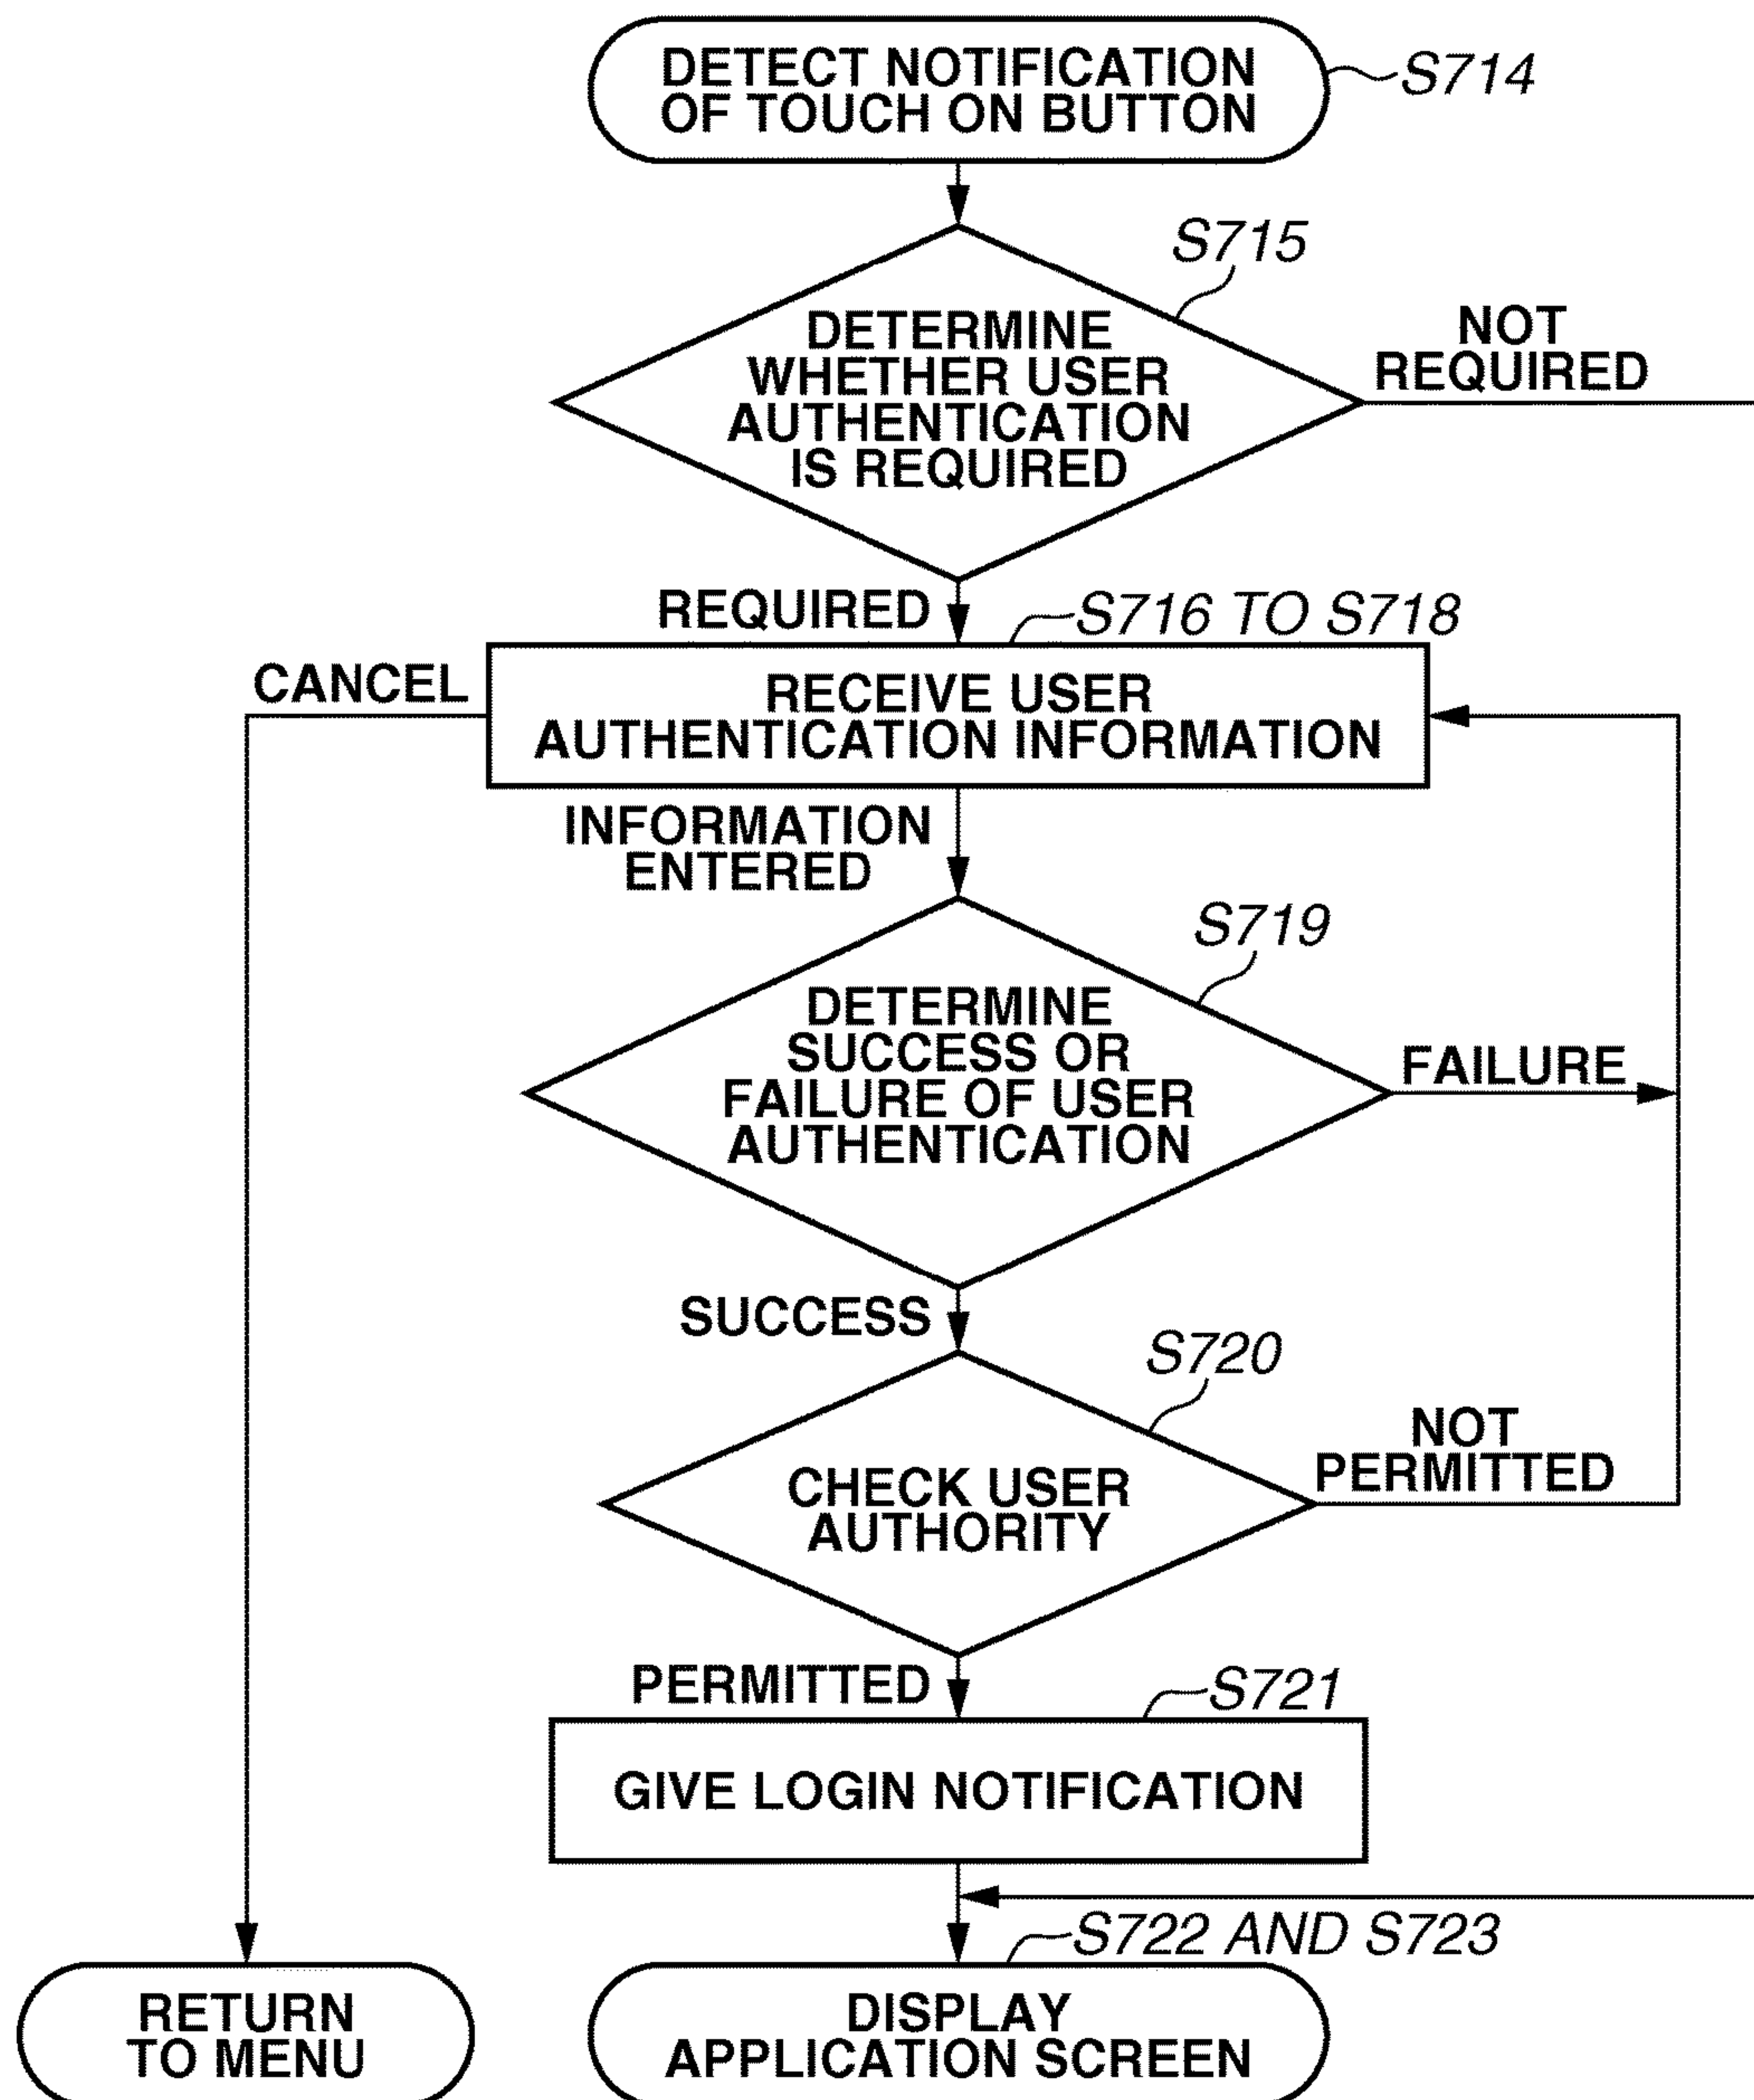 DETECT NOTIFICATION
OF TOUCH ON BUTTON
S714
S715
DETERMINE
WHETHER USER
AUTHENTICATION
IS REQUIRED
NOT
REQUIRED
REQUIRED
S716 TO S718
CANCEL
RECEIVE USER
AUTHENTICATION INFORMATION
INFORMATION
ENTERED
S719
DETERMINE
SUCCESS OR
FAILURE OF USER
AUTHENTICATION
FAILURE
SUCCESS
S720
CHECK USER
AUTHORITY
NOT
PERMITTED
PERMITTED
S721
GIVE LOGIN NOTIFICATION
S722 AND S723
RETURN
TO MENU
DISPLAY
APPLICATION SCREEN